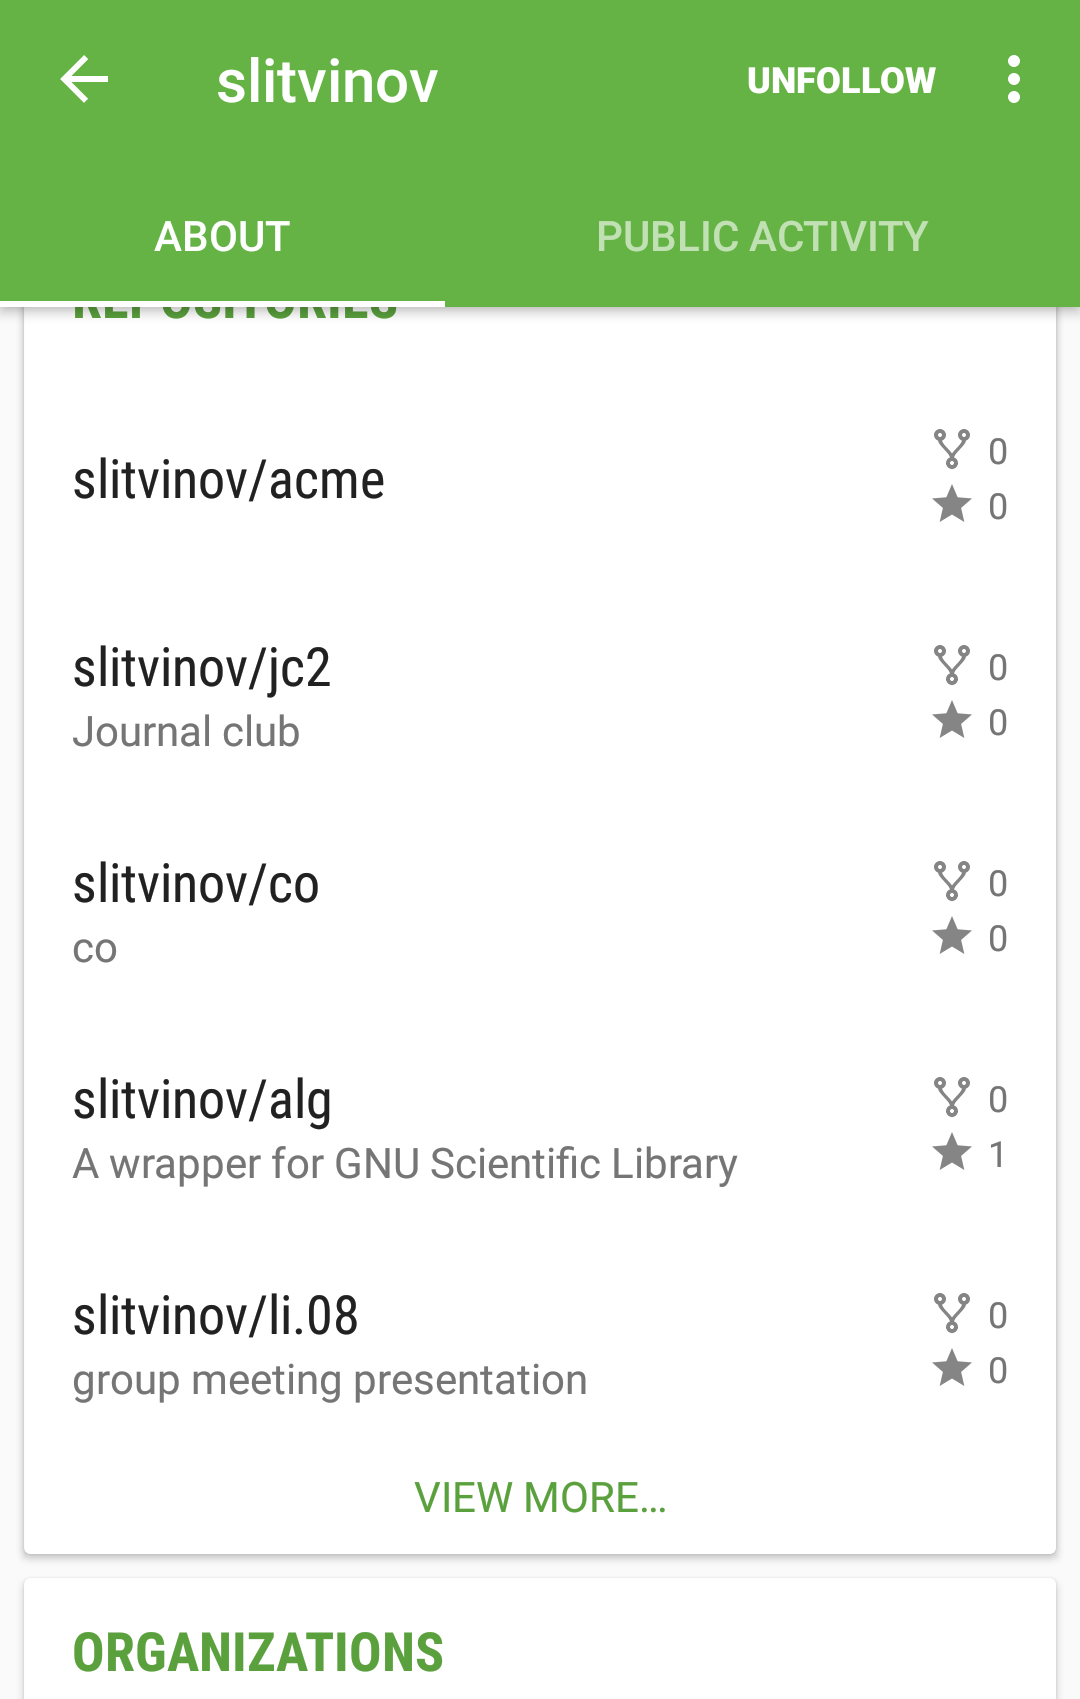 slitvinov
UNFOLLOW
ABOUT
PUBLIC ACTIVITY
REPOSITORIES
slitvinov/acme
0
0
slitvinov/jc2
Journal club
0
0
slitvinov/co
co
0
0
slitvinov/alg
A wrapper for GNU Scientific Library
0
1
slitvinov/li.08
group meeting presentation
0
0
VIEW MORE...
ORGANIZATIONS